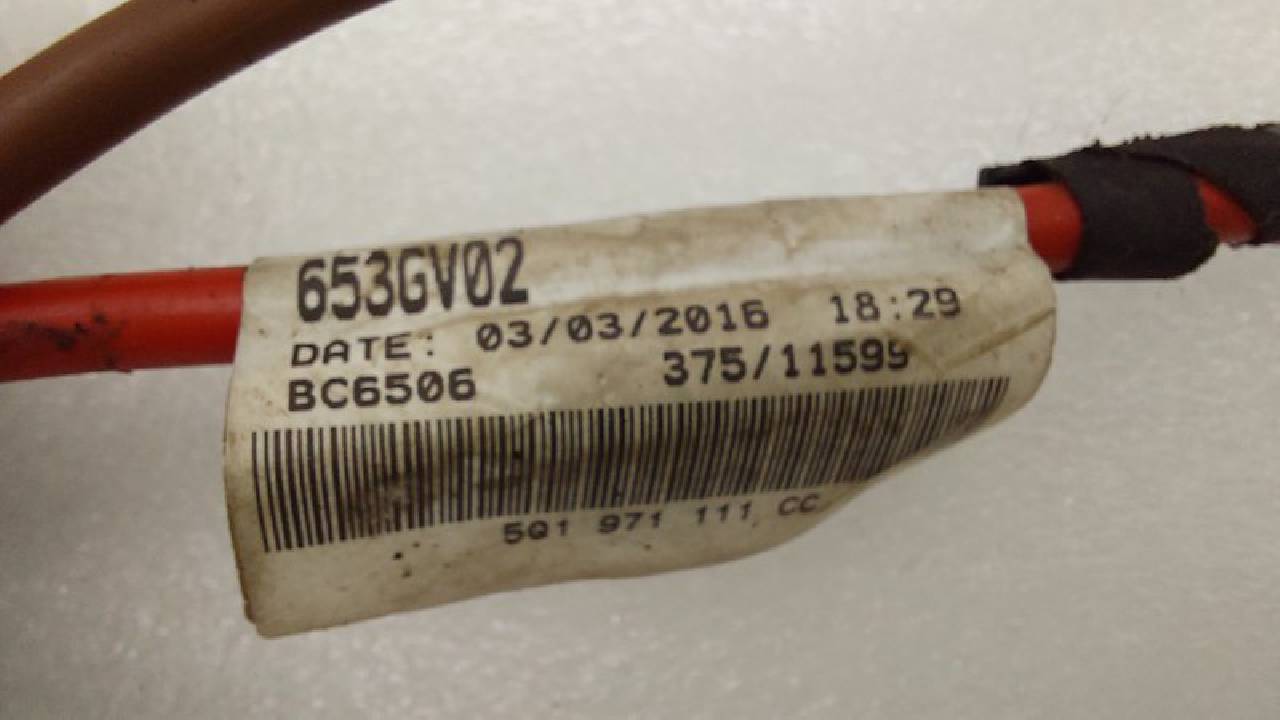 653GV02
DATE: 03/03/2016 18:29
BC6506 375/11599
5Q1 971 111 CC